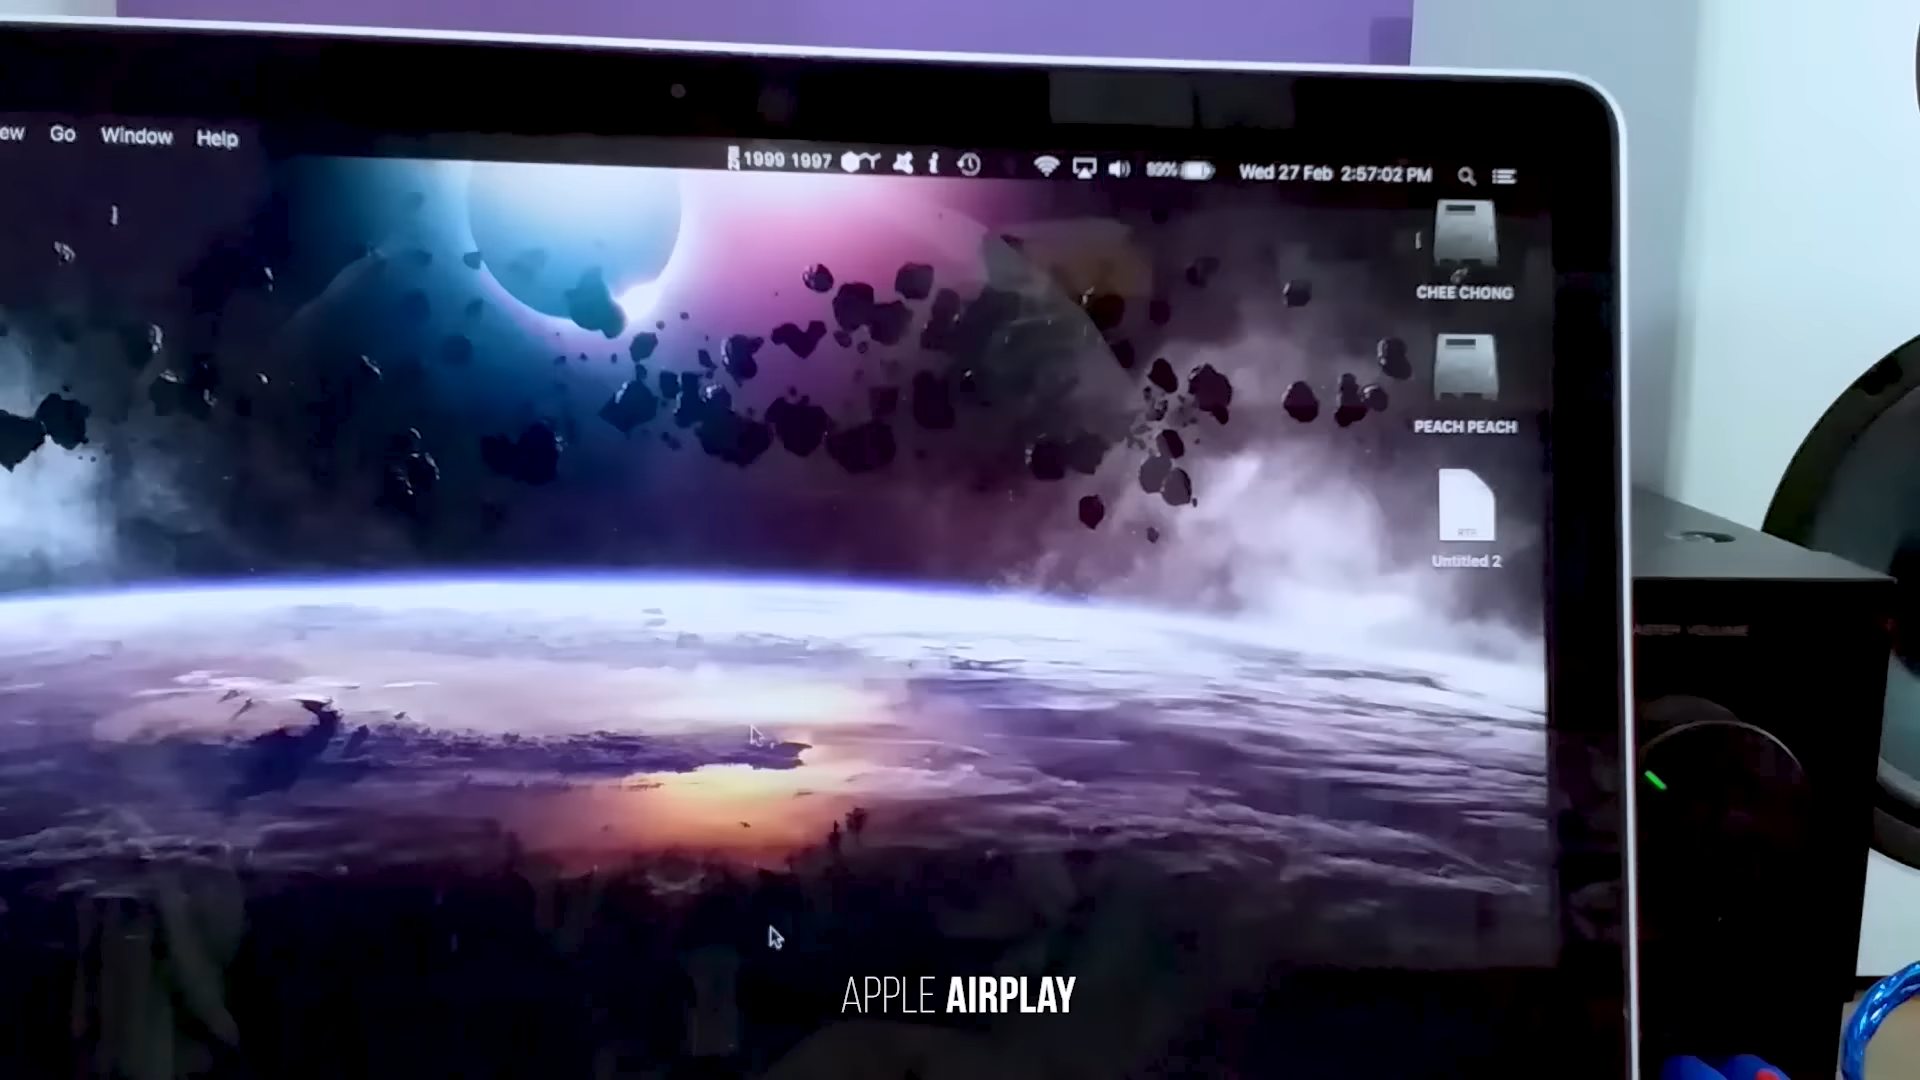 Go Window Help
1999 1997 Wed 27 Feb 2:57:02 PM
CHEE CHONG
PEACH PEACH
Untitled 2
VOLUME
APPLE AIRPLAY